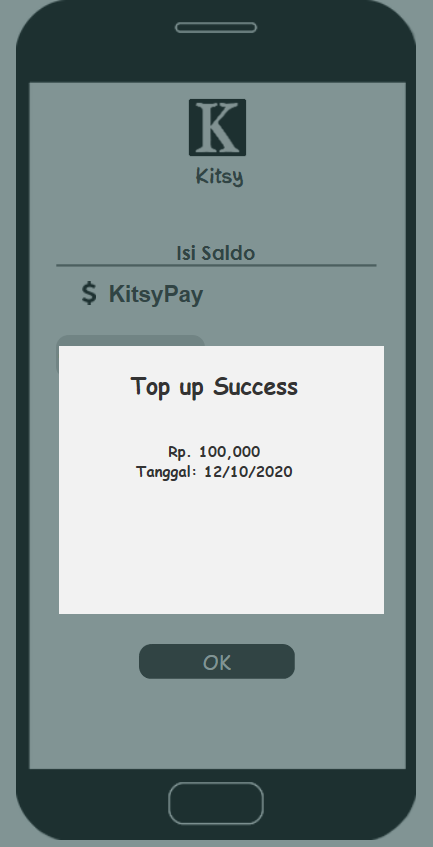 K
Kitsy
Isi Saldo
$ KitsyPay
Top up Success
Rp. 100,000
Tanggal: 12/10/2020
OK